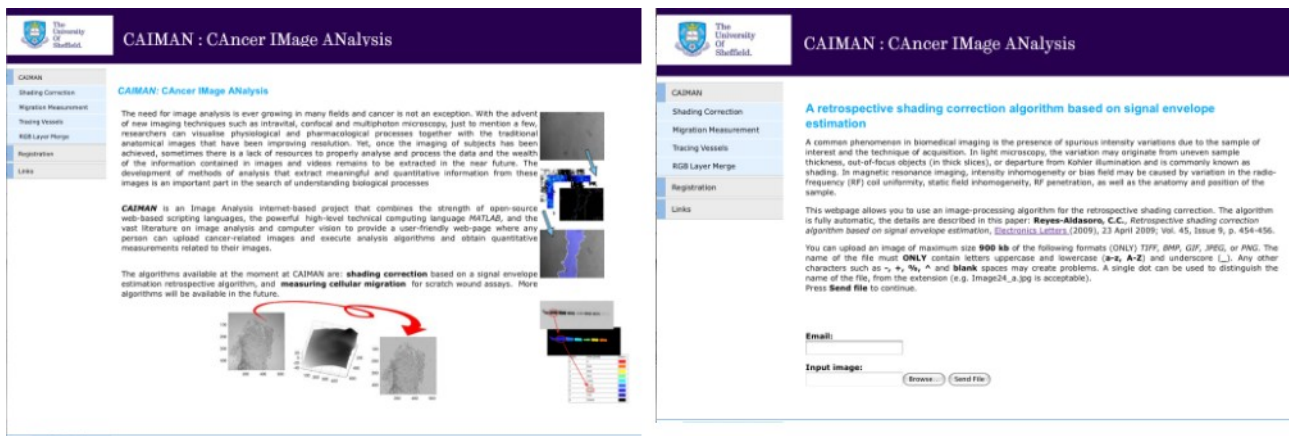 The
University
Of
Sheffield.
CAIMAN : CAncer IMage ANalysis
CAIMAN
Shading Correction
Migration Measurement
Tracing Vessels
RGB Layer Merge
Registration
Links
CAIMAN: CAncer IMage ANalysis
The need for image analysis is ever growing in many fields and cancer is not an exception. With the advent
of new imaging techniques such as intravital, confocal and multiphoton microscopy, just to mention a few,
researchers can visualise physiological and pharmacological processes together with the traditional
anatomical images that have been improving resolution. Yet, once the imaging of subjects has been
achieved, sometimes there is a lack of resources to properly analyse and process the data and the wealth
of the information contained in images and videos remains to be extracted in the near future. The
development of methods of analysis that extract meaningful and quantitative information from these
images is an important part in the search of understanding biological processes
CAIMAN is an Image Analysis internet-based project that combines the strength of open-source
web-based scripting languages, the powerful high-level technical computing language MATLAB, and the
vast literature on image analysis and computer vision to provide a user-friendly web-page where any
person can upload cancer-related images and execute analysis algorithms and obtain quantitative
measurements related to their images.
The algorithms available at the moment at CAIMAN are: shading correction based on a signal envelope
estimation retrospective algorithm, and measuring cellular migration for scratch wound assays. More
algorithms will be available in the future.
The
University
Of
Sheffield.
CAIMAN : CAncer IMage ANalysis
CAIMAN
Shading Correction
Migration Measurement
Tracing Vessels
RGB Layer Merge
Registration
Links
A retrospective shading correction algorithm based on signal envelope
estimation
A common phenomenon in biomedical imaging is the presence of spurious intensity variations due to the sample of
interest and the technique of acquisition. In light microscopy, the variation may originate from uneven sample
thickness, out-of-focus objects (in thick slices), or departure from Kohler illumination and is commonly known as
shading. In magnetic resonance imaging, intensity inhomogeneity or bias field may be caused by variation in the radio-
frequency (RF) coil uniformity, static field inhomogeneity, RF penetration, as well as the anatomy and position of the
sample.
This webpage allows you to use an image-processing algorithm for the retrospective shading correction. The algorithm
is fully automatic, the details are described in this paper: Reyes-Aldasoro, C.C., Retrospective shading correction
algorithm based on signal envelope estimation, Electronics Letters (2009), 23 April 2009; Vol. 45, Issue 9, p. 454-456.
You can upload an image of maximum size 900 kb of the following formats (ONLY) TIFF, BMP, GIF, JPEG, or PNG. The
name of the file must ONLY contain letters uppercase and lowercase (a-z, A-Z) and underscore (_). Any other
characters such as -, +, %, ^ and blank spaces may create problems. A single dot can be used to distinguish the
name of the file, from the extension (e.g. Image24_a.jpg is acceptable).
Press Send file to continue.
Email:
Input image:
Browse... Send File